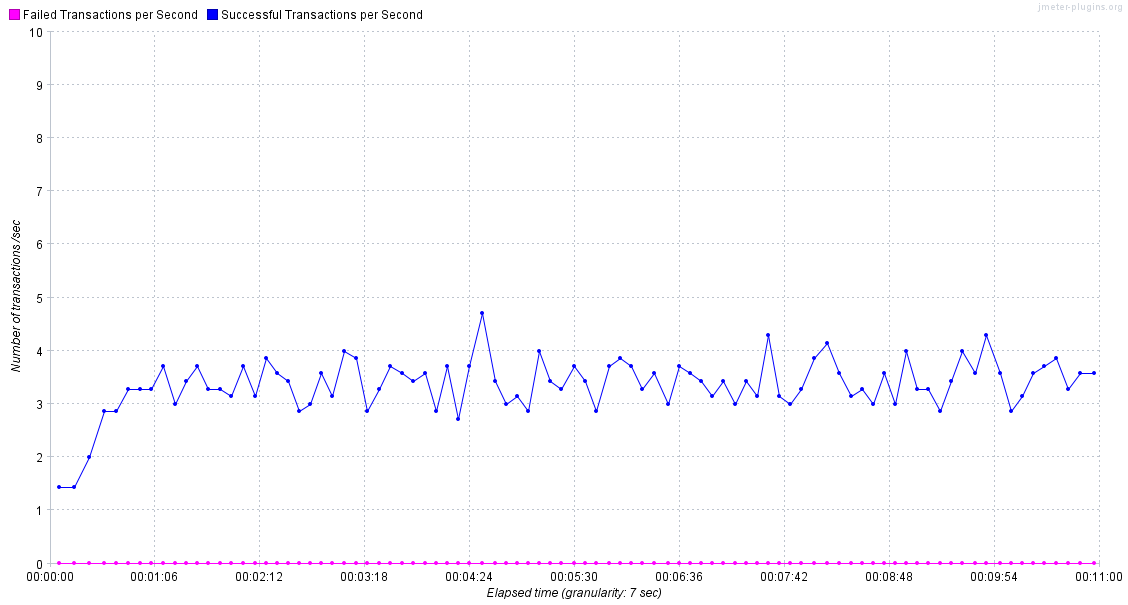 jmeter-plugins.org
Failed Transactions per Second Successful Transactions per Second
10
9
8
7
6
5
4
3
2
1
0
Number of transactions /sec
00:00:00 00:01:06 00:02:12 00:03:18 00:04:24 00:05:30 00:06:36 00:07:42 00:08:48 00:09:54 00:11:00
Elapsed time (granularity: 7 sec)